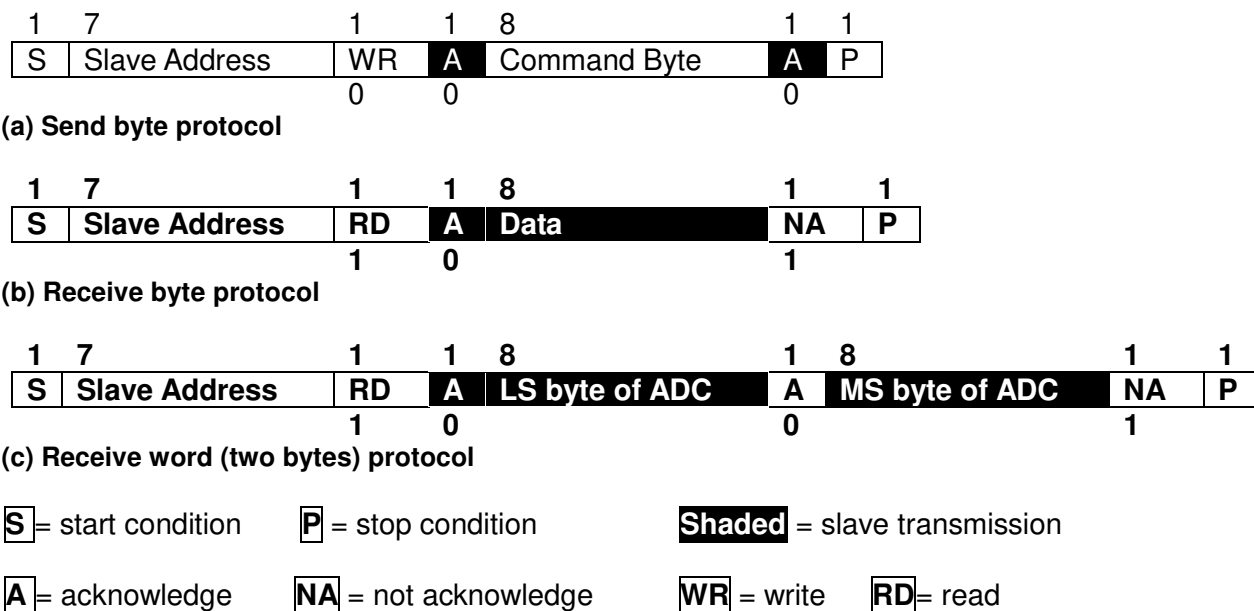 1 7 1 1 8 1 1
S Slave Address WR A Command Byte A P
0 0 0
(a) Send byte protocol
1 7 1 1 8 1 1
S Slave Address RD A Data NA P
1 0 1
(b) Receive byte protocol
1 7 1 1 8 1 8 1 1
S Slave Address RD A LS byte of ADC A MS byte of ADC NA P
1 0 0 1
(c) Receive word (two bytes) protocol
S = start condition P = stop condition Shaded = slave transmission
A = acknowledge NA = not acknowledge WR = write RD= read